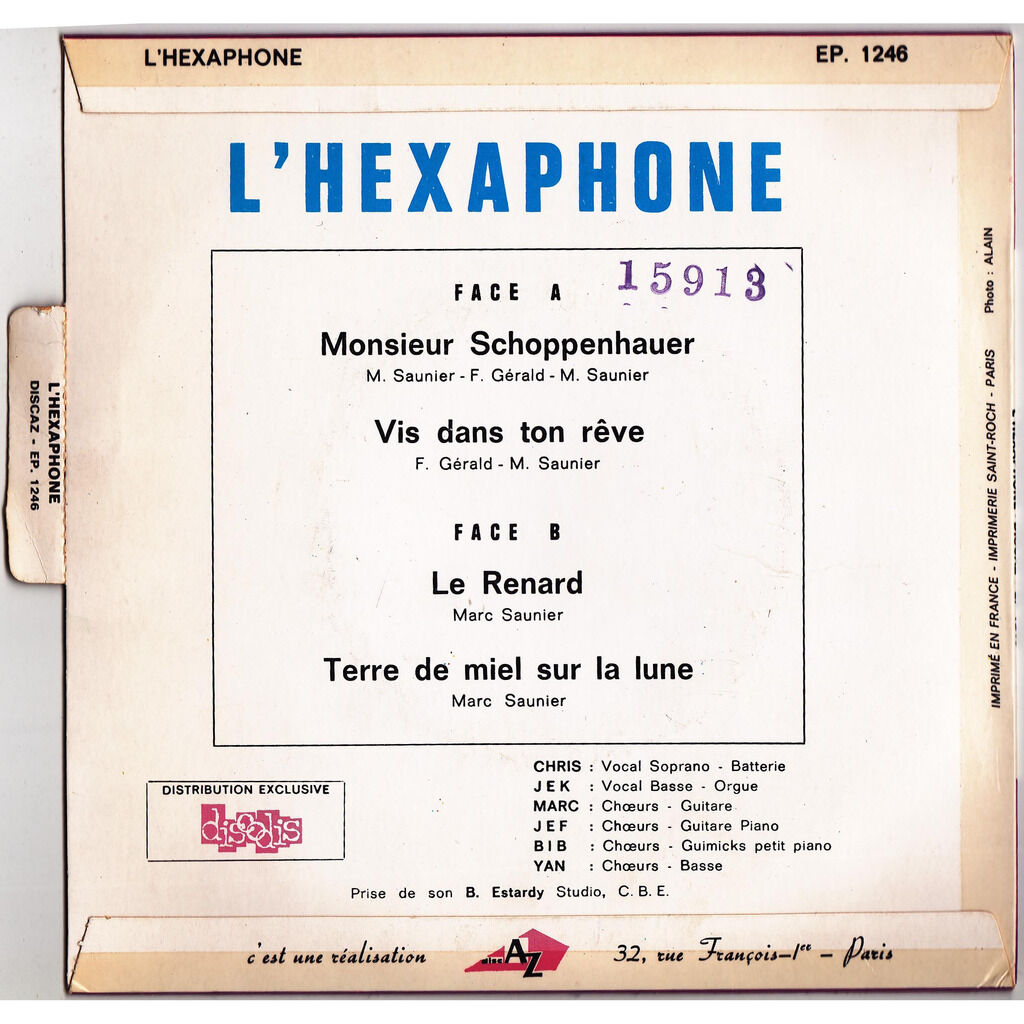 L'HEXAPHONE EP. 1246
L'HEXAPHONE
15913
FACE A
Monsieur Schoppenhauer
M. Saunier - F. Gérald - M. Saunier
Vis dans ton rêve
F. Gérald - M. Saunier
FACE B
Le Renard
Marc Saunier
Terre de miel sur la lune
Marc Saunier
CHRIS : Vocal Soprano - Batterie
JEK : Vocal Basse - Orgue
MARC : Chœurs - Guitare
JEF : Chœurs - Guitare Piano
BIB : Chœurs - Guimicks petit piano
YAN : Chœurs - Basse
Prise de son B. Estardy Studio, C.B.E.
DISTRIBUTION EXCLUSIVE
discodis
c'est une réalisation disc AZ 32, rue François-1er - Paris
L'HEXAPHONE
DISCAZ - EP. 1246
IMPRIMÉ EN FRANCE - IMPRIMERIE SAINT-ROCH - PARIS Photo : ALAIN